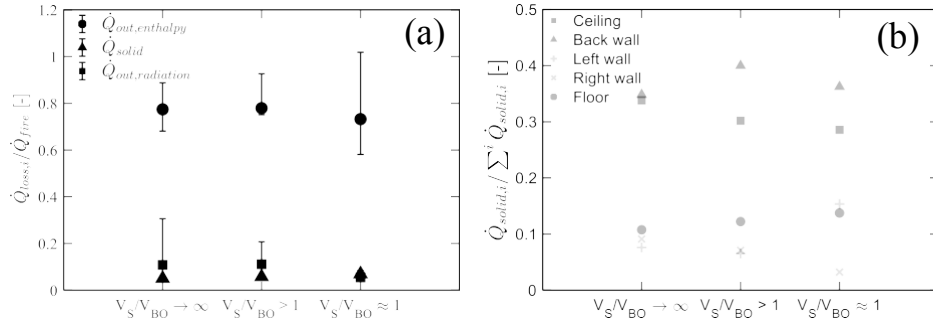 (a)
Q̇out,enthalpy
Q̇solid
Q̇out,radiation
Q̇loss,i/Q̇fire [-]
1.2
1
0.8
0.6
0.4
0.2
0
VS/VBO → ∞ VS/VBO > 1 VS/VBO ≈ 1
(b)
Ceiling
Back wall
Left wall
Right wall
Floor
Q̇solid,i/∑i Q̇solid,i [-]
0.5
0.4
0.3
0.2
0.1
0
VS/VBO → ∞ VS/VBO > 1 VS/VBO ≈ 1